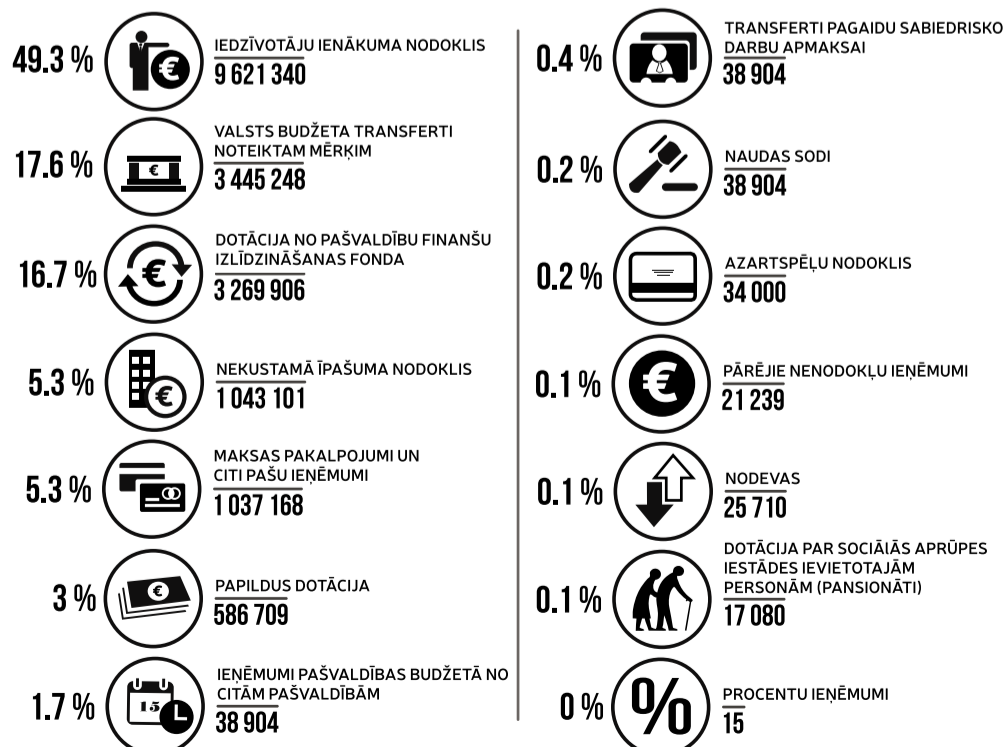 49.3 %
IEDZĪVOTĀJU IENĀKUMA NODOKLIS
9 621 340
17.6 %
VALSTS BUDŽETA TRANSFERTI
NOTEIKTAM MĒRĶIM
3 445 248
16.7 %
DOTĀCIJA NO PAŠVALDĪBU FINANŠU
IZLĪDZINĀŠANAS FONDA
3 269 906
5.3 %
NEKUSTAMĀ ĪPAŠUMA NODOKLIS
1 043 101
5.3 %
MAKSAS PAKALPOJUMI UN
CITI PAŠU IEŅĒMUMI
1 037 168
3 %
PAPILDUS DOTĀCIJA
586 709
1.7 %
15
IEŅĒMUMI PAŠVALDĪBAS BUDŽETĀ NO
CITĀM PAŠVALDĪBĀM
38 904
0.4 %
TRANSFERTI PAGAIDU SABIEDRISKO
DARBU APMAKSAI
38 904
0.2 %
NAUDAS SODI
38 904
0.2 %
AZARTSPĒĻU NODOKLIS
34 000
0.1 %
PĀRĒJIE NENODOKĻU IEŅĒMUMI
21 239
0.1 %
NODEVAS
25 710
0.1 %
DOTĀCIJA PAR SOCIĀLĀS APRŪPES
IESTĀDES IEVIETOTAJĀM
PERSONĀM (PANSIONĀTI)
17 080
0 %
%
PROCENTU IEŅĒMUMI
15